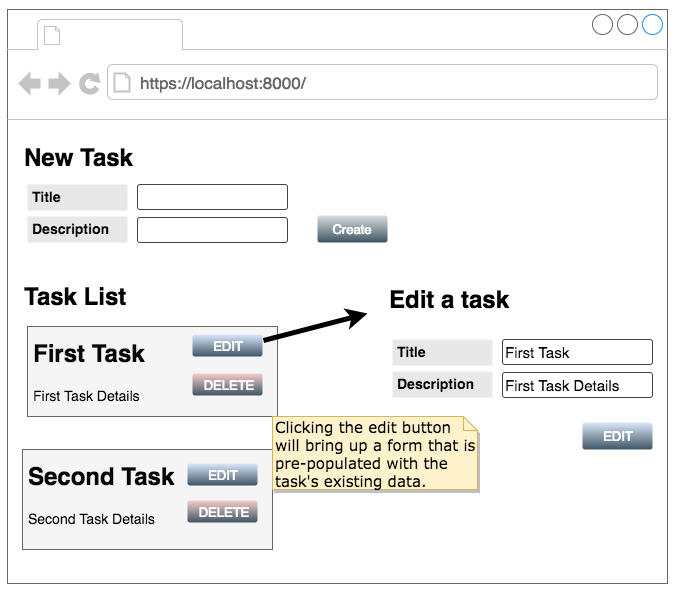 https://localhost:8000/
New Task
Title
Description
Create
Task List
First Task
EDIT
First Task Details
DELETE
Second Task
EDIT
Second Task Details
DELETE
Edit a task
Title
First Task
Description
First Task Details
EDIT
Clicking the edit button
will bring up a form that is
pre-populated with the
task's existing data.